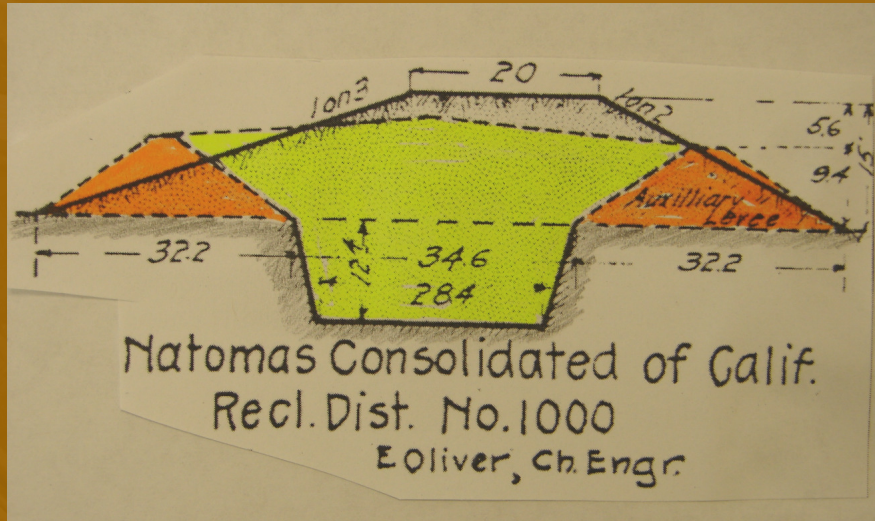 20
1 on 3
1 on 2
5.6
15.
9.4
Auxilliary
Levee
32.2
12.4
34.6
32.2
28.4
Natomas Consolidated of Calif.
Recl. Dist. No. 1000
E Oliver, Ch. Engr.